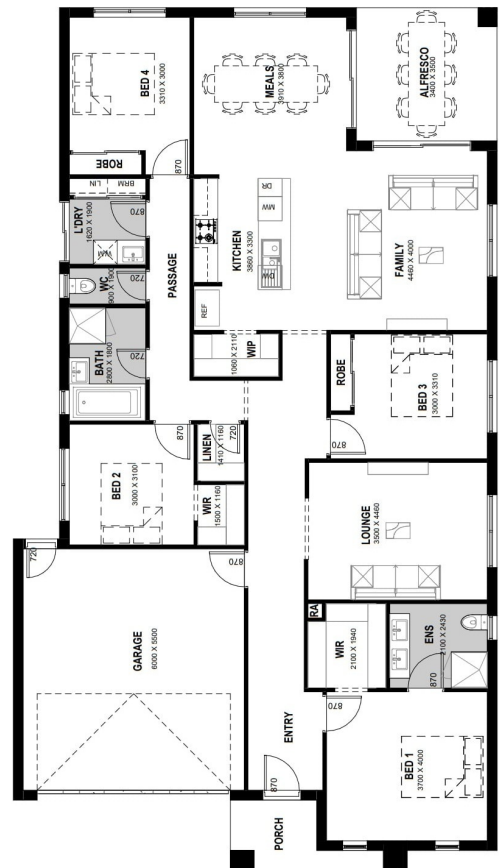 BED 4
3310 X 3000
ROBE
870
MEALS
3910 X 3800
ALFRESCO
3400 X 3500
LIN
BRM
L'DRY
1620 X 1900
870
WM
WC
900 X 1900
720
BATH
2800 X 1800
720
PASSAGE
DR
MW
KITCHEN
3860 X 3300
DW
REF
WIP
1060 X 2110
FAMILY
4460 X 4000
ROBE
BED 3
3000 X 3310
870
870
LINEN
1410 X 1160
720
BED 2
3000 X 3100
WIR
1500 X 1160
LOUNGE
3500 X 4460
720
870
GARAGE
6000 X 5500
RA
WIR
2100 X 1940
ENS
2100 X 2430
870
870
ENTRY
BED 1
3700 X 4000
870
PORCH